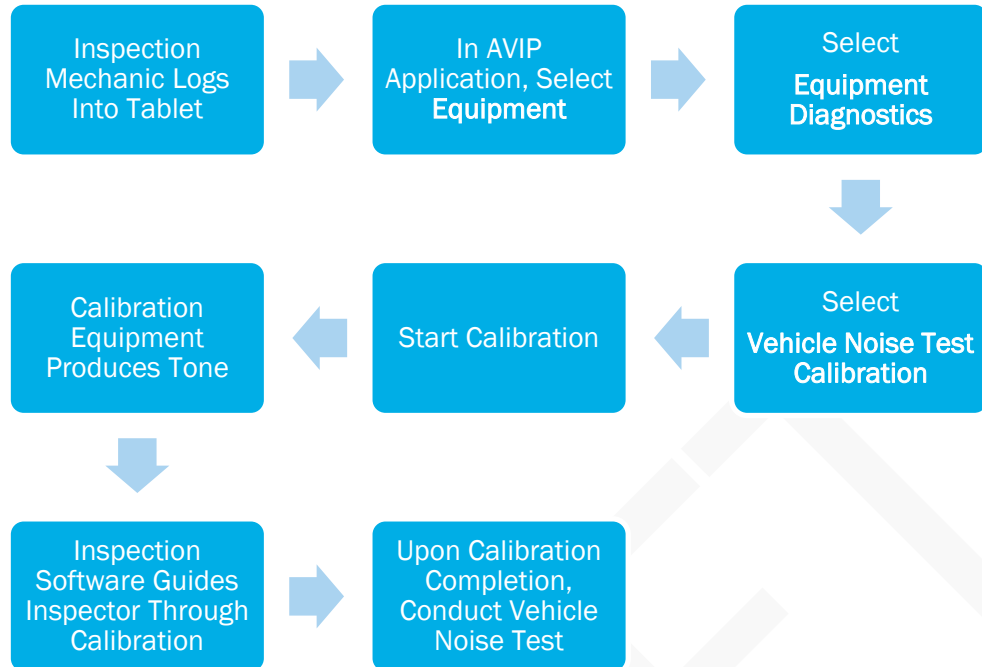 Inspection
Mechanic Logs
Into Tablet
In AVIP
Application, Select
Equipment
Select
Equipment
Diagnostics
Select
Vehicle Noise Test
Calibration
Start Calibration
Calibration
Equipment
Produces Tone
Inspection
Software Guides
Inspector Through
Calibration
Upon Calibration
Completion,
Conduct Vehicle
Noise Test